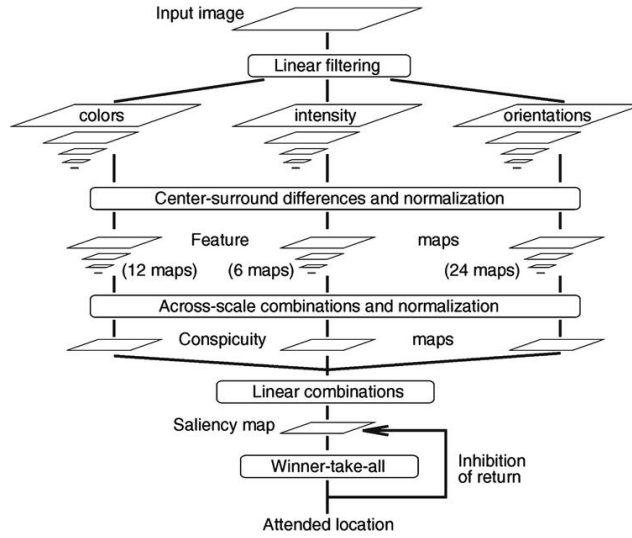 Input image
Linear filtering
colors intensity orientations
Center-surround differences and normalization
Feature maps
(12 maps) (6 maps) (24 maps)
Across-scale combinations and normalization
Conspicuity maps
Linear combinations
Saliency map
Winner-take-all
Inhibition
of return
Attended location